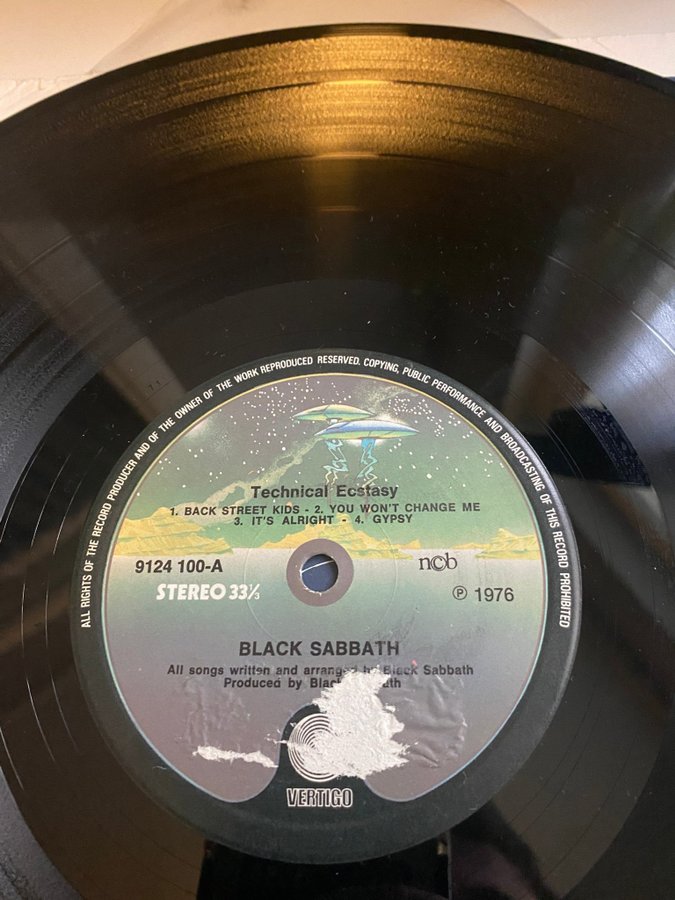 ALL RIGHTS OF THE RECORD PRODUCER AND OF THE OWNER OF THE WORK REPRODUCED RESERVED. COPYING, PUBLIC PERFORMANCE AND BROADCASTING OF THIS RECORD PROHIBITED
Technical Ecstasy
1. BACK STREET KIDS - 2. YOU WON'T CHANGE ME
3. IT'S ALRIGHT - 4. GYPSY
9124 100-A
ncb
STEREO 33⅓
℗ 1976
BLACK SABBATH
All songs written and arranged by Black Sabbath
Produced by
VERTIGO